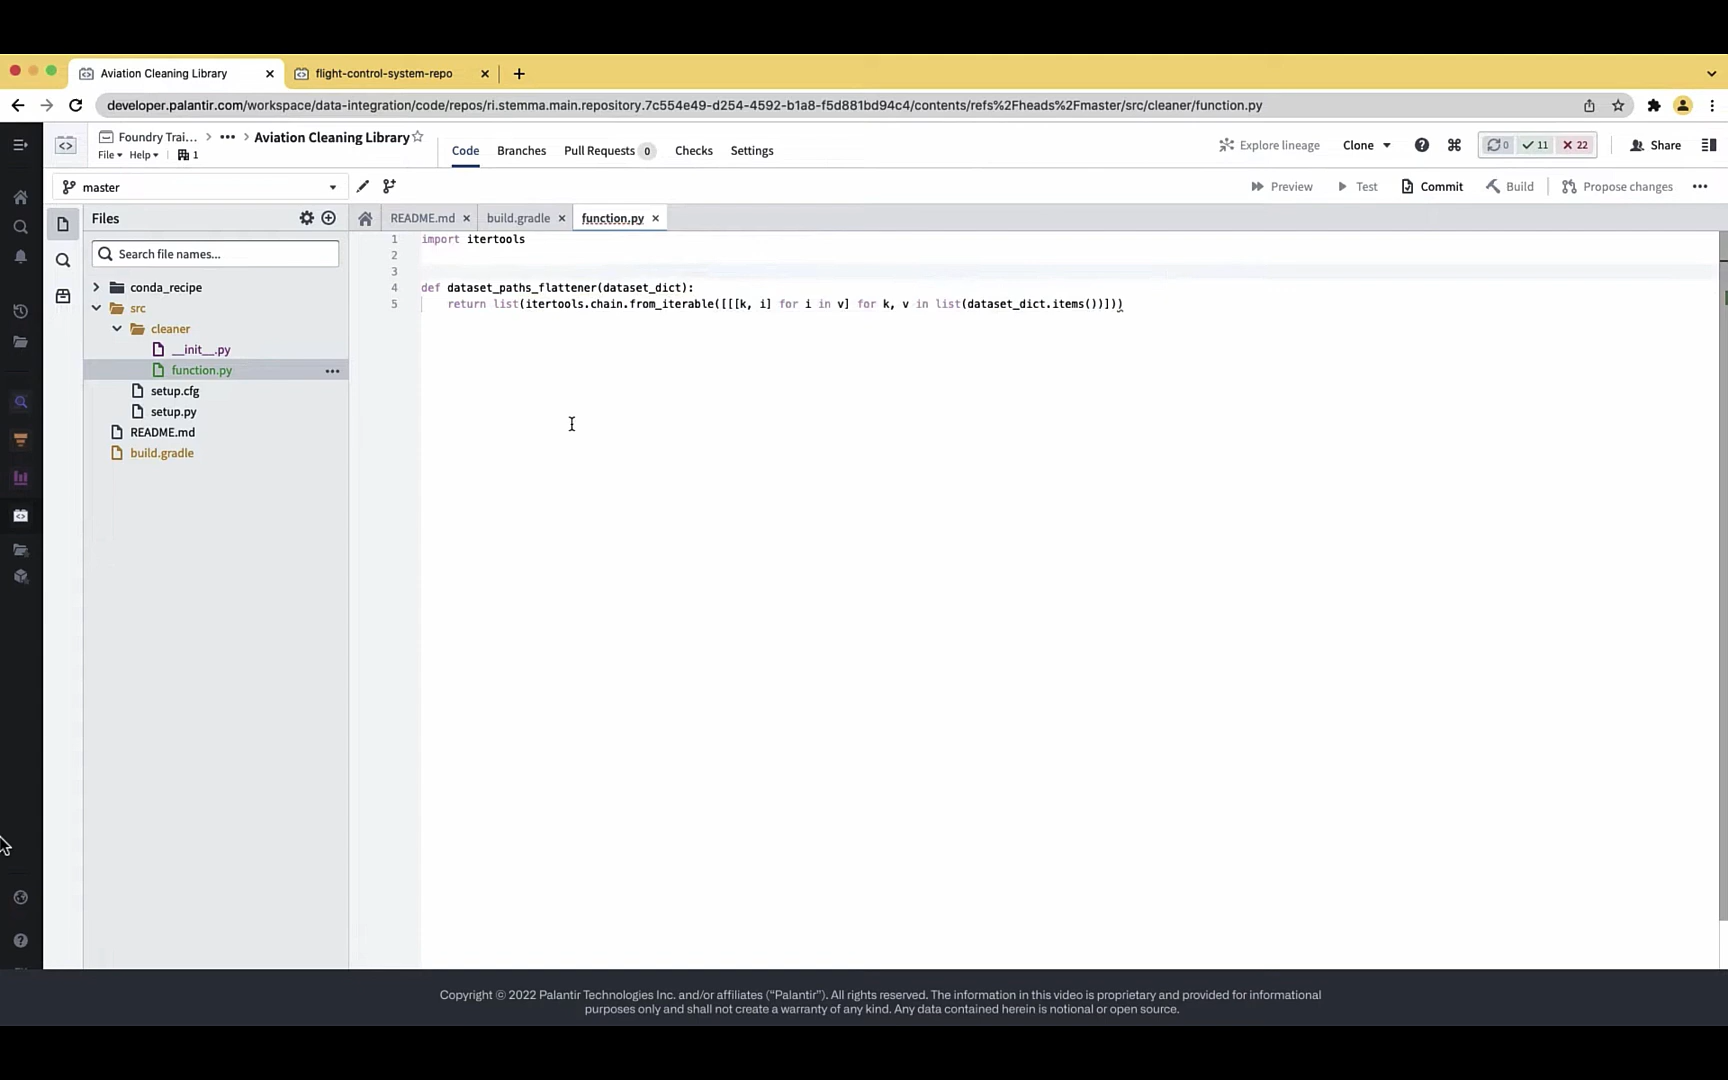 Aviation Cleaning Library
flight-control-system-repo
developer.palantir.com/workspace/data-integration/code/repos/ri.stemma.main.repository.7c554e49-d254-4592-b1a8-f5d881bd94c4/contents/refs%2Fheads%2Fmaster/src/cleaner/function.py
Foundry Trai... > ••• > Aviation Cleaning Library
File Help 1
Code Branches Pull Requests 0 Checks Settings
Explore lineage Clone 0 11 22 Share
master
Preview Test Commit Build Propose changes •••
Files
README.md build.gradle function.py
Search file names...
conda_recipe
src
cleaner
__init__.py
function.py •••
setup.cfg
setup.py
README.md
build.gradle
1 import itertools
2
3
4 def dataset_paths_flattener(dataset_dict):
5 return list(itertools.chain.from_iterable([[[k, i] for i in v] for k, v in list(dataset_dict.items())]))
Copyright © 2022 Palantir Technologies Inc. and/or affiliates (“Palantir”). All rights reserved. The information in this video is proprietary and provided for informational
purposes only and shall not create a warranty of any kind. Any data contained herein is notional or open source.